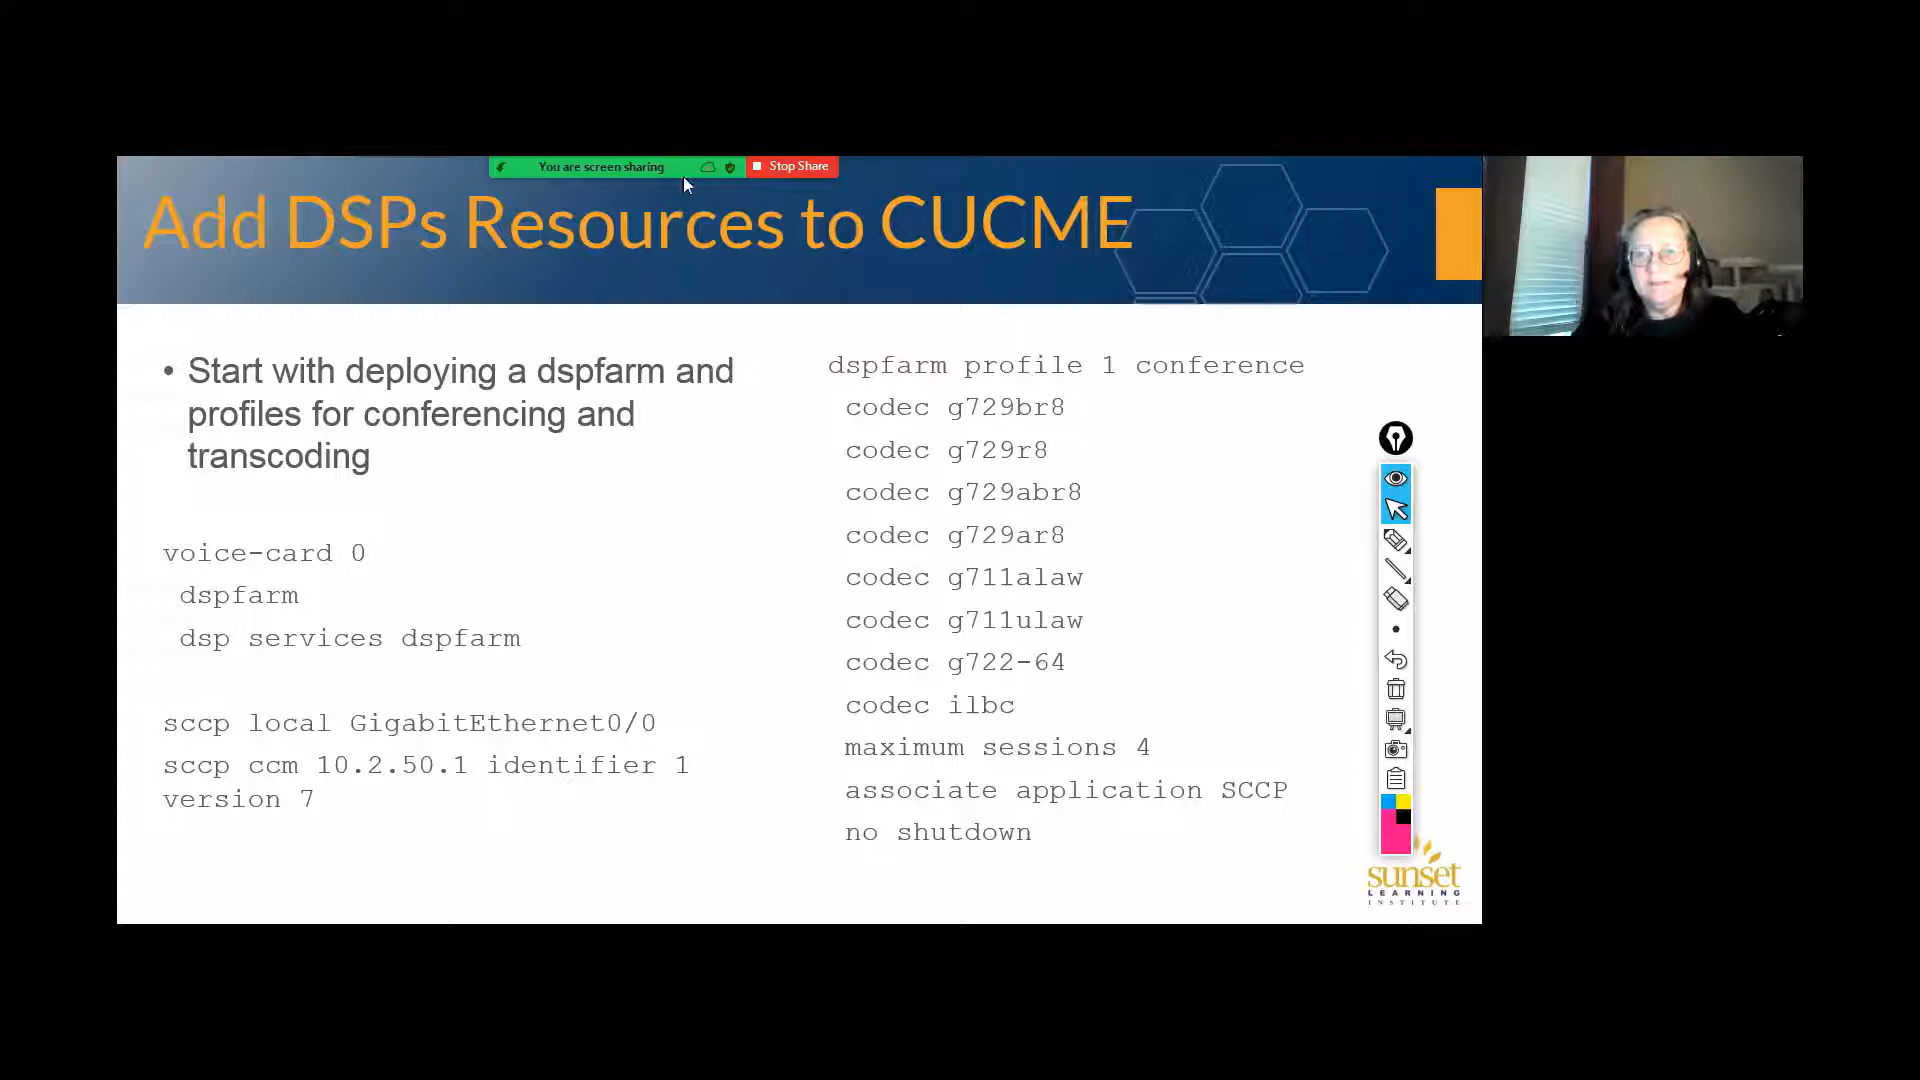 You are screen sharing
Stop Share
Add DSPs Resources to CUCME
• Start with deploying a dspfarm and
profiles for conferencing and
transcoding
voice-card 0
dspfarm
dsp services dspfarm
sccp local GigabitEthernet0/0
sccp ccm 10.2.50.1 identifier 1
version 7
dspfarm profile 1 conference
codec g729br8
codec g729r8
codec g729abr8
codec g729ar8
codec g711alaw
codec g711ulaw
codec g722-64
codec ilbc
maximum sessions 4
associate application SCCP
no shutdown
sunset
LEARNING
INSTITUTE